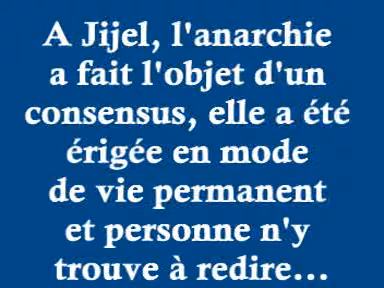 A Jijel, l'anarchie
a fait l'objet d'un
consensus, elle a été
érigée en mode
de vie permanent
et personne n'y
trouve à redire...